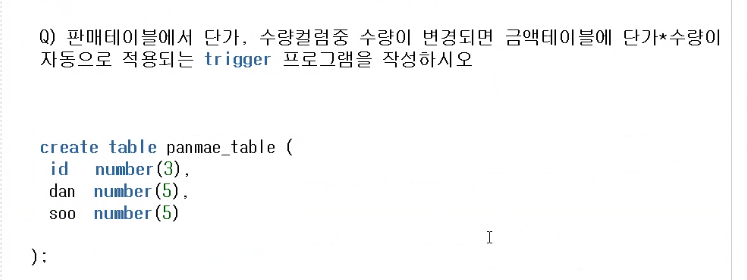 Q) 판매테이블에서 단가, 수량컬럼중 수량이 변경되면 금액테이블에 단가*수량이
자동으로 적용되는 trigger 프로그램을 작성하시오
create table panmae_table (
id number(3),
dan number(5),
soo number(5)
);